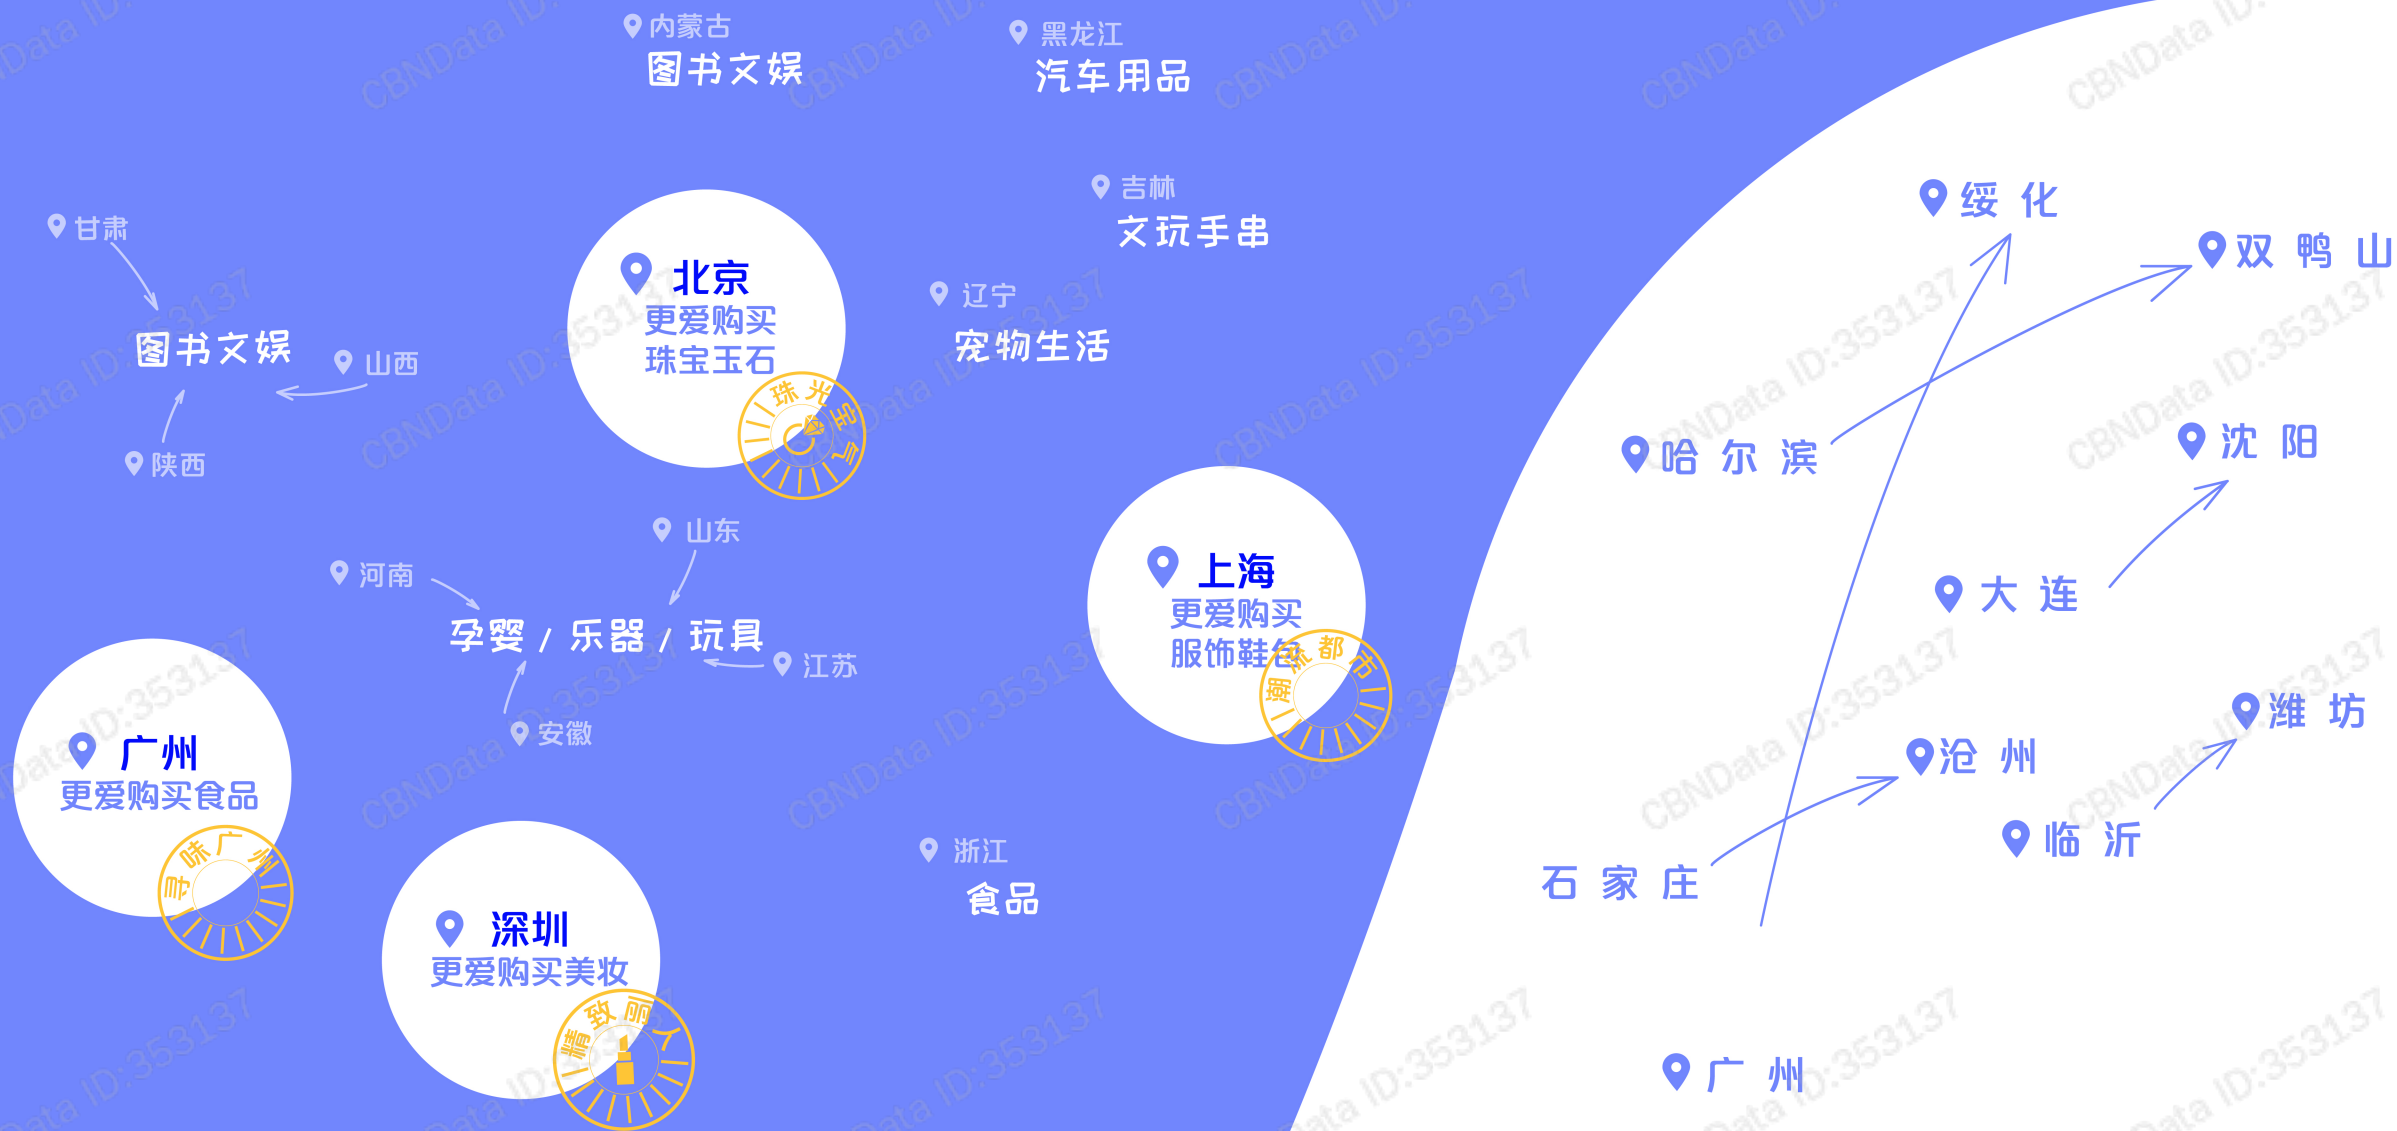 内蒙古
图书文娱
黑龙江
汽车用品
吉林
文玩手串
甘肃
图书文娱
山西
陕西
北京
更爱购买
珠宝玉石
珠光宝气
辽宁
宠物生活
山东
河南
孕婴 / 乐器 / 玩具
江苏
安徽
上海
更爱购买
服饰鞋包
潮流都市
广州
更爱购买食品
寻味广州
深圳
更爱购买美妆
精致丽人
浙江
食品
绥化
双鸭山
哈尔滨
沈阳
大连
潍坊
沧州
临沂
石家庄
广州
CBNData ID:353137